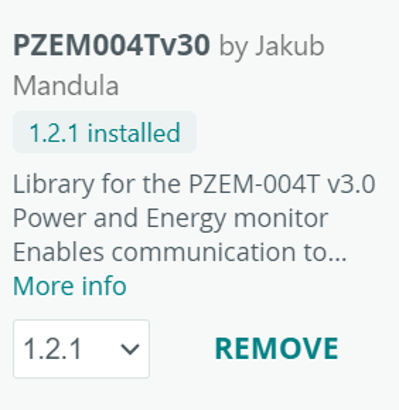 PZEM004Tv30 by Jakub
Mandula
1.2.1 installed
Library for the PZEM-004T v3.0
Power and Energy monitor
Enables communication to...
More info
1.2.1 REMOVE